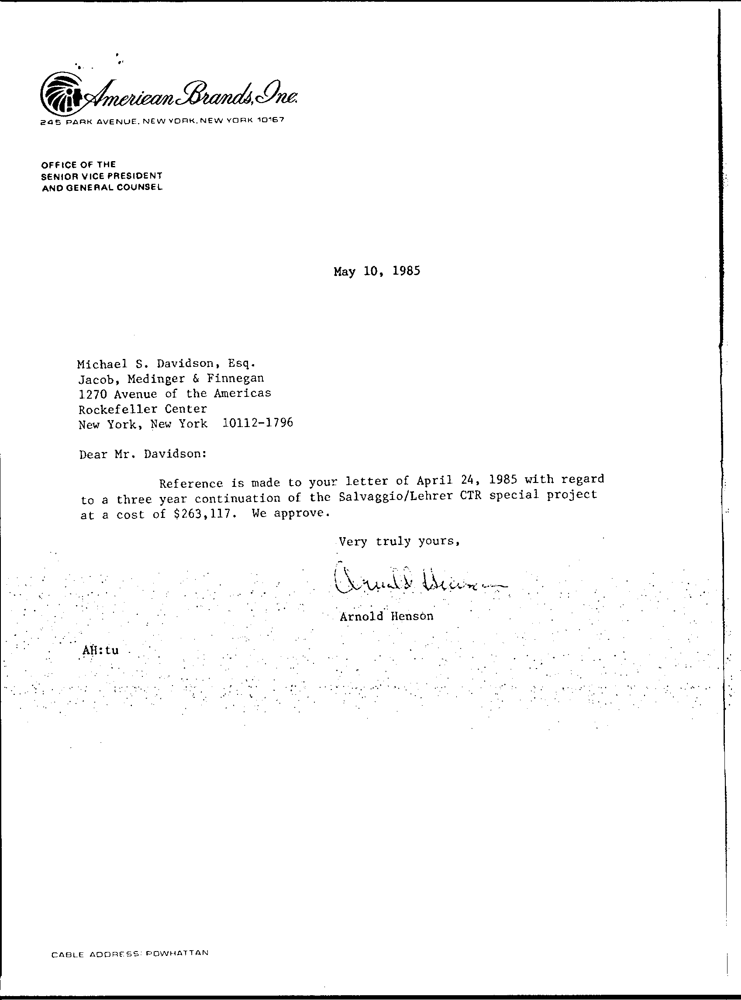 American Brands, Inc.
245 PARK AVENUE, NEW YORK, NEW YORK 10167
OFFICE OF THE
SENIOR VICE PRESIDENT
AND GENERAL COUNSEL
May 10, 1985
Michael S. Davidson, Esq.
Jacob, Medinger & Finnegan
1270 Avenue of the Americas
Rockefeller Center
New York, New York 10112-1796
Dear Mr. Davidson:
Reference is made to your letter of April 24, 1985 with regard
to a three year continuation of the Salvaggio/Lehrer CTR special project
at a cost of $263,117. We approve.
Very truly yours,
Arnold Henson
Arnold Henson
AH:tu
CABLE ADDRESS: POWHATTAN